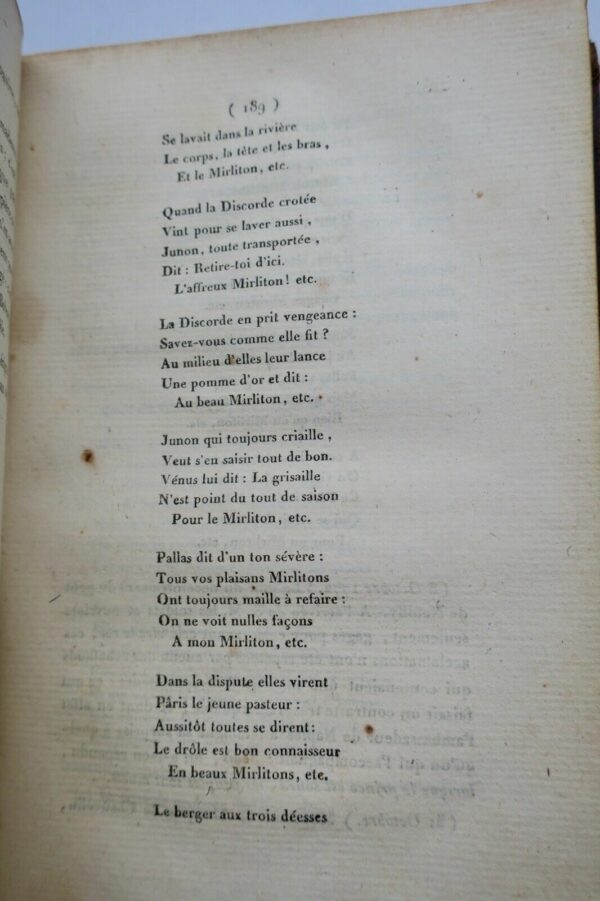 ( 189 )
Se lavait dans la rivière
Le corps, la tête et les bras,
Et le Mirliton, etc.
Quand la Discorde crotée
Vint pour se laver aussi,
Junon, toute transportée,
Dit : Retire-toi d'ici.
L'affreux Mirliton ! etc.
La Discorde en prit vengeance :
Savez-vous comme elle fit ?
Au milieu d'elles leur lance
Une pomme d'or et dit :
Au beau Mirliton, etc.
Junon qui toujours criaille,
Veut s'en saisir tout de bon.
Vénus lui dit : La grisaille
N'est point du tout de saison
Pour le Mirliton, etc.
Pallas dit d'un ton sévère :
Tous vos plaisans Mirlitons
Ont toujours maille à refaire :
On ne voit nulles façons
A mon Mirliton, etc.
Dans la dispute elles virent
Pâris le jeune pasteur :
Aussitôt toutes se dirent :
Le drôle est bon connaisseur
En beaux Mirlitons, etc.
Le berger aux trois déesses